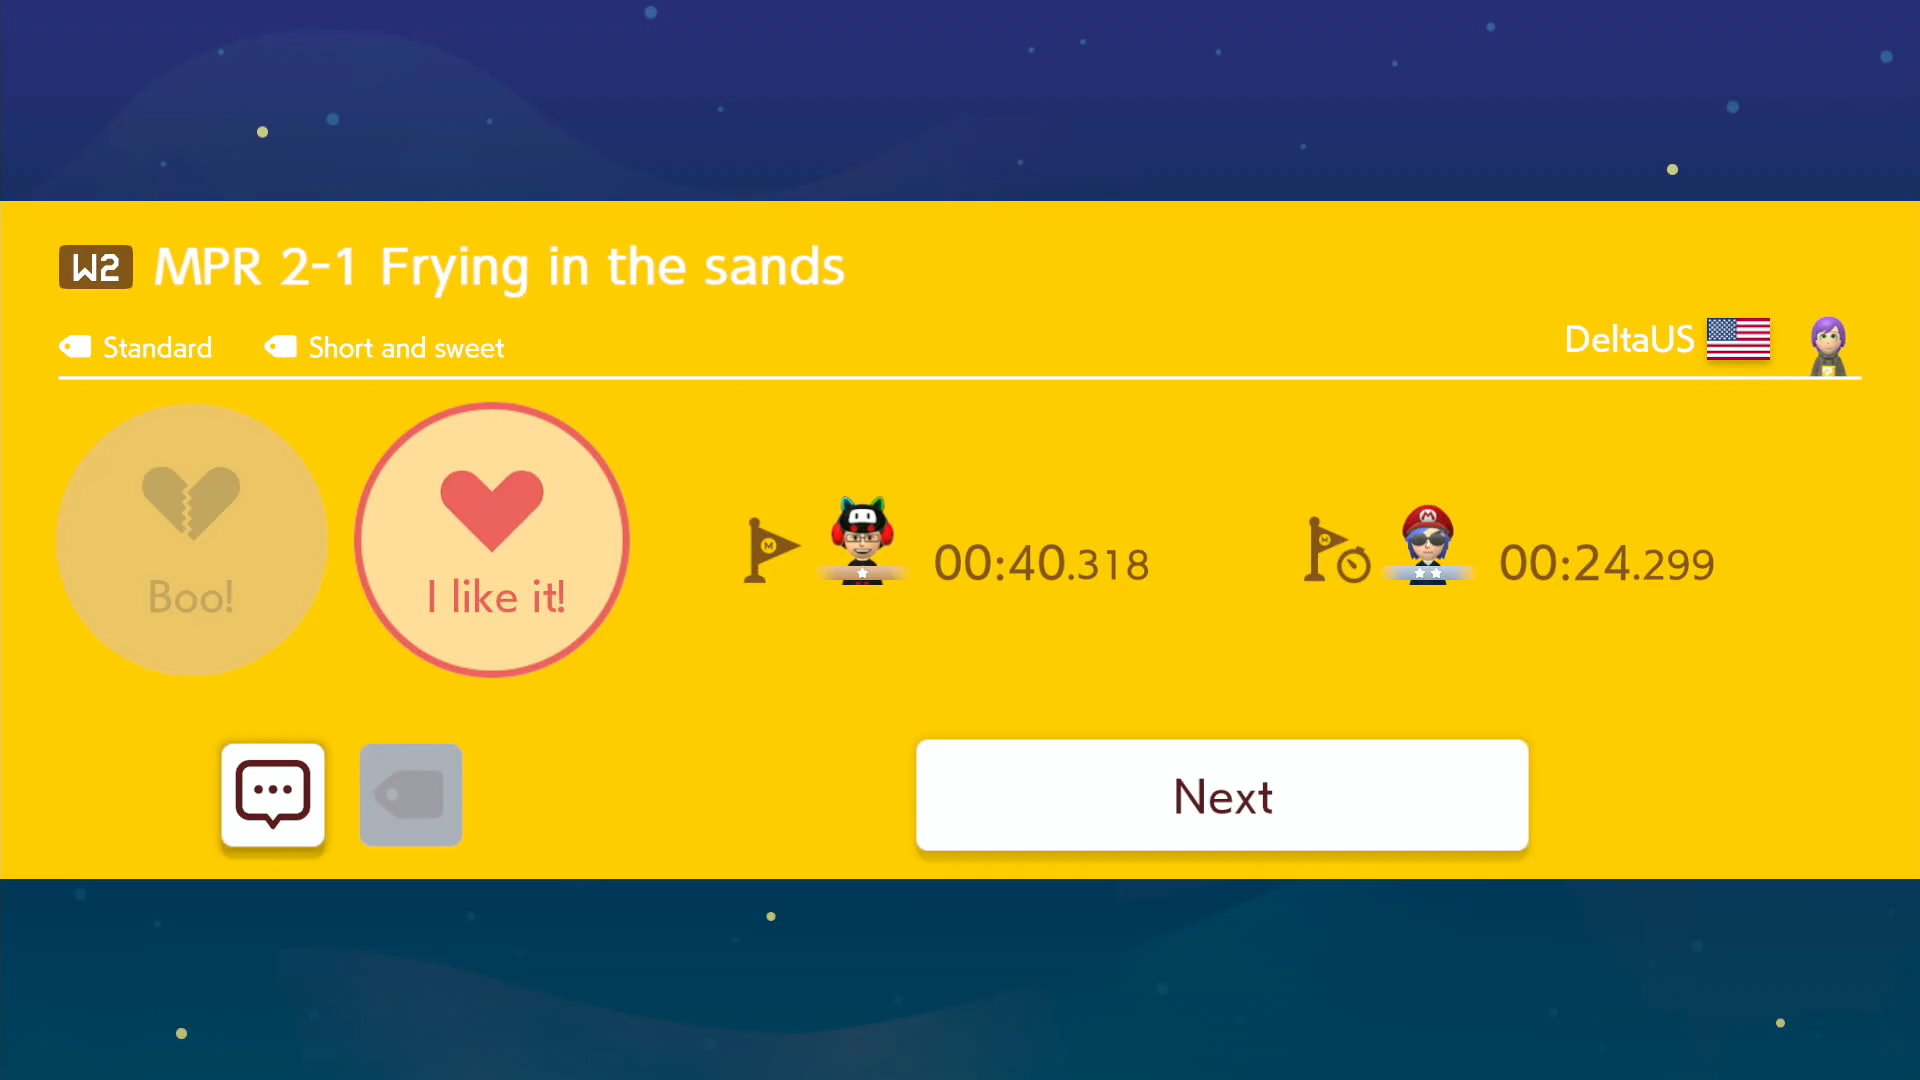 W2 MPR 2-1 Frying in the sands
Standard Short and sweet
DeltaUS
Boo!
I like it!
M 00:40.318
M 00:24.299
Next